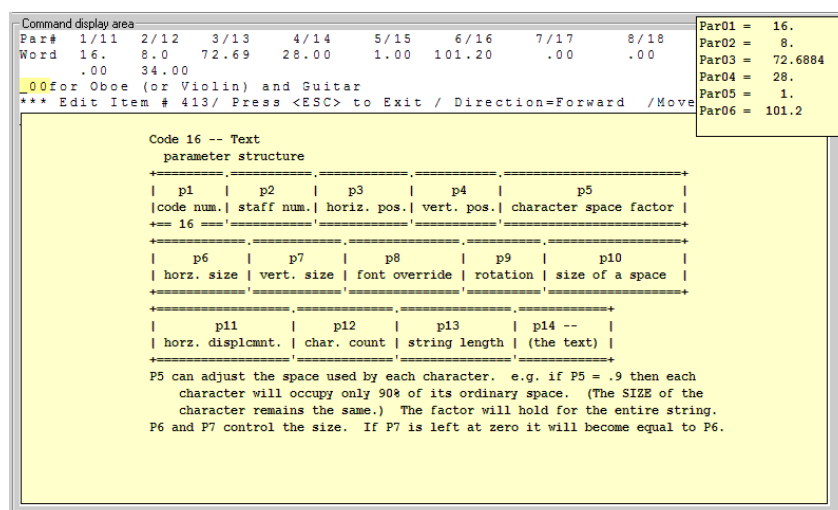 Command display area
Par# 1/11 2/12 3/13 4/14 5/15 6/16 7/17 8/18
Word 16. 8.0 72.69 28.00 1.00 101.20 .00 .00
.00 34.00
_00for Oboe (or Violin) and Guitar
*** Edit Item # 413/ Press <ESC> to Exit / Direction=Forward /Move
Par01 = 16.
Par02 = 8.
Par03 = 72.6884
Par04 = 28.
Par05 = 1.
Par06 = 101.2
Code 16 -- Text
parameter structure
+=========.===========.============.============.=========================+
| p1 | p2 | p3 | p4 | p5 |
|code num.| staff num.| horiz. pos.| vert. pos.| character space factor |
+== 16 ==='==========='============'==========='=========================+
+============.=============.================.==========.===================+
| p6 | p7 | p8 | p9 | p10 |
| horz. size | vert. size | font override | rotation | size of a space |
+============'============='================'=========='===================+
+==================.=============.===============.============+
| p11 | p12 | p13 | p14 -- |
| horz. displcmnt. | char. count | string length | (the text) |
+=================='============='==============='============+
P5 can adjust the space used by each character. e.g. if P5 = .9 then each
character will occupy only 90% of its ordinary space. (The SIZE of the
character remains the same.) The factor will hold for the entire string.
P6 and P7 control the size. If P7 is left at zero it will become equal to P6.